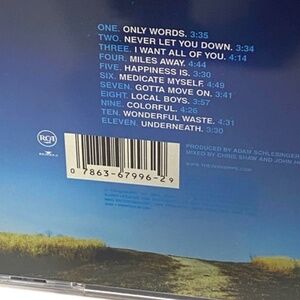 ONE. ONLY WORDS. 3:35
TWO. NEVER LET YOU DOWN. 3:34
THREE. I WANT ALL OF YOU. 4:14
FOUR. MILES AWAY. 4:44
FIVE. HAPPINESS IS. 3:30
SIX. MEDICATE MYSELF. 4:49
SEVEN. GOTTA MOVE ON. 3:41
EIGHT. LOCAL BOYS. 3:57
NINE. COLORFUL. 4:26
TEN. WONDERFUL WASTE. 4:31
ELEVEN. UNDERNEATH. 3:30
RCA
PRODUCED BY ADAM SCHLESINGER
MIXED BY CHRIS SHAW AND JOHN H
0 7863-67996-2 9